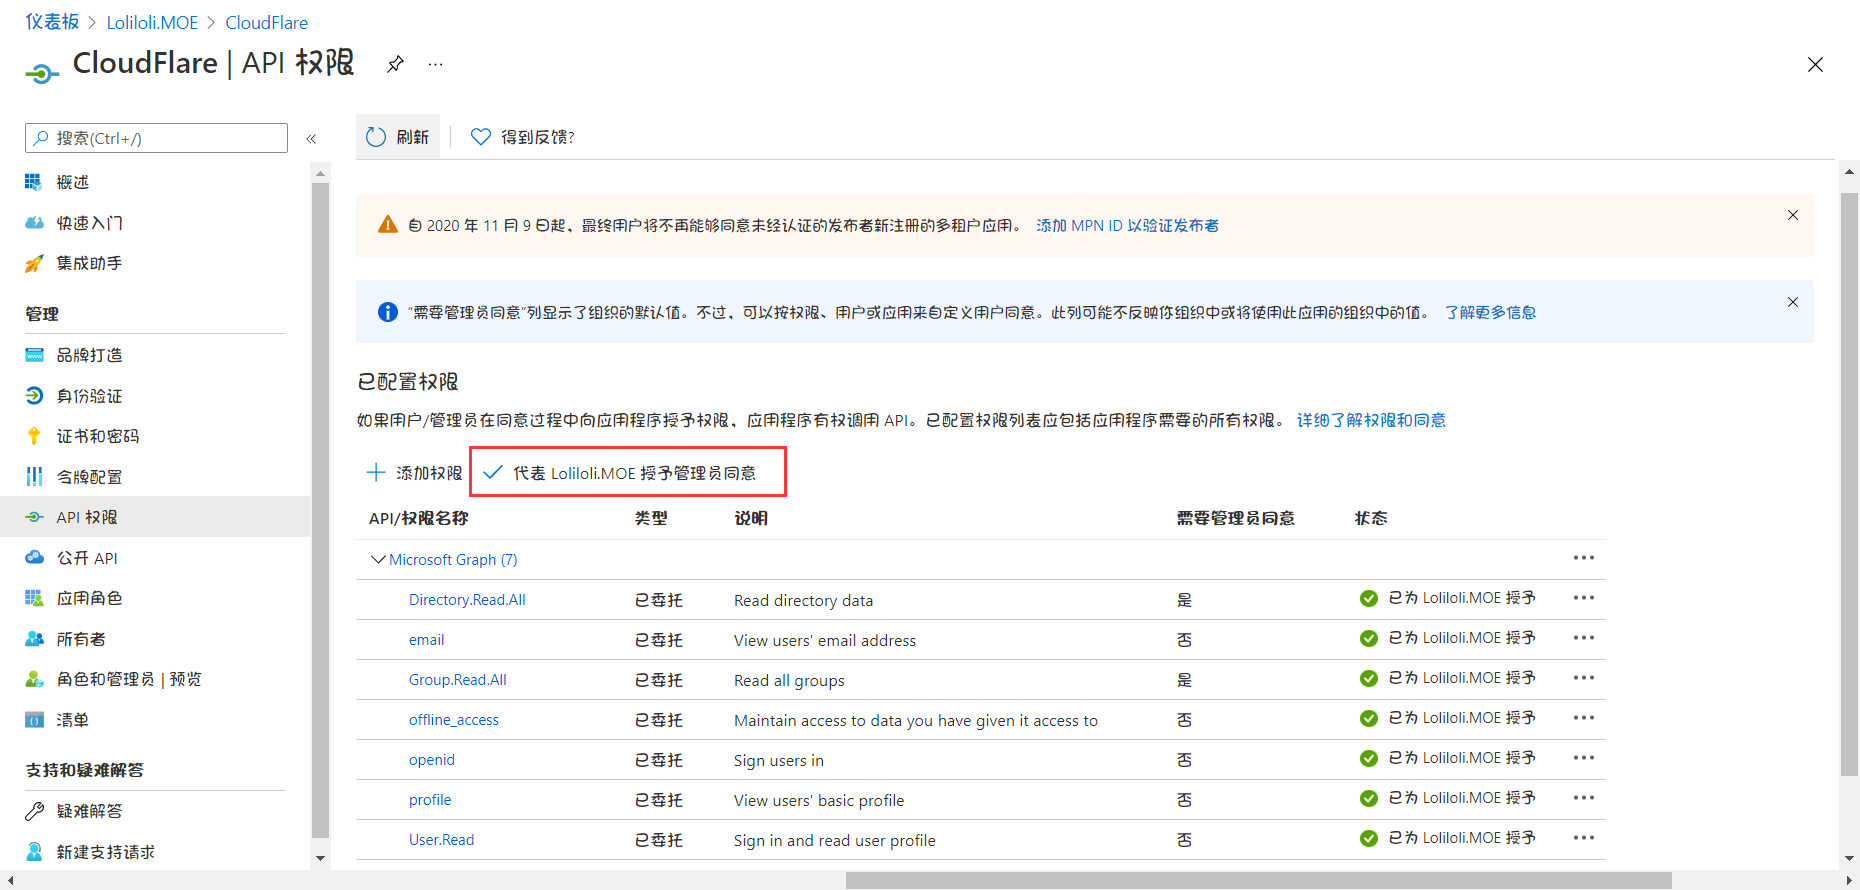 仪表板 > Loliloli.MOE > CloudFlare
CloudFlare | API 权限
搜索(Ctrl+/)
概述
快速入门
集成助手
管理
品牌打造
身份验证
证书和密码
令牌配置
API 权限
公开 API
应用角色
所有者
角色和管理员 | 预览
清单
支持和疑难解答
疑难解答
新建支持请求
刷新 得到反馈?
自 2020 年 11 月 9 日起，最终用户将不再能够同意未经认证的发布者新注册的多租户应用。 添加 MPN ID 以验证发布者
“需要管理员同意”列显示了组织的默认值。不过，可以按权限、用户或应用来自定义用户同意。此列可能不反映你组织中或将使用此应用的组织中的值。 了解更多信息
已配置权限
如果用户/管理员在同意过程中向应用程序授予权限，应用程序有权调用 API。已配置权限列表应包括应用程序需要的所有权限。 详细了解权限和同意
添加权限 代表 Loliloli.MOE 授予管理员同意
API/权限名称 类型 说明 需要管理员同意 状态
Microsoft Graph (7)
Directory.Read.All 已委托 Read directory data 是 已为 Loliloli.MOE 授予
email 已委托 View users' email address 否 已为 Loliloli.MOE 授予
Group.Read.All 已委托 Read all groups 是 已为 Loliloli.MOE 授予
offline_access 已委托 Maintain access to data you have given it access to 否 已为 Loliloli.MOE 授予
openid 已委托 Sign users in 否 已为 Loliloli.MOE 授予
profile 已委托 View users' basic profile 否 已为 Loliloli.MOE 授予
User.Read 已委托 Sign in and read user profile 否 已为 Loliloli.MOE 授予